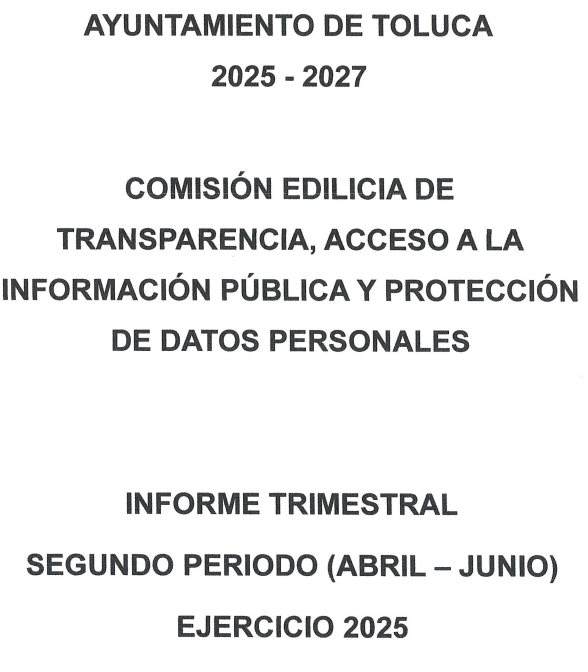 AYUNTAMIENTO DE TOLUCA
2025 - 2027
COMISIÓN EDILICIA DE
TRANSPARENCIA, ACCESO A LA
INFORMACIÓN PÚBLICA Y PROTECCIÓN
DE DATOS PERSONALES
INFORME TRIMESTRAL
SEGUNDO PERIODO (ABRIL – JUNIO)
EJERCICIO 2025